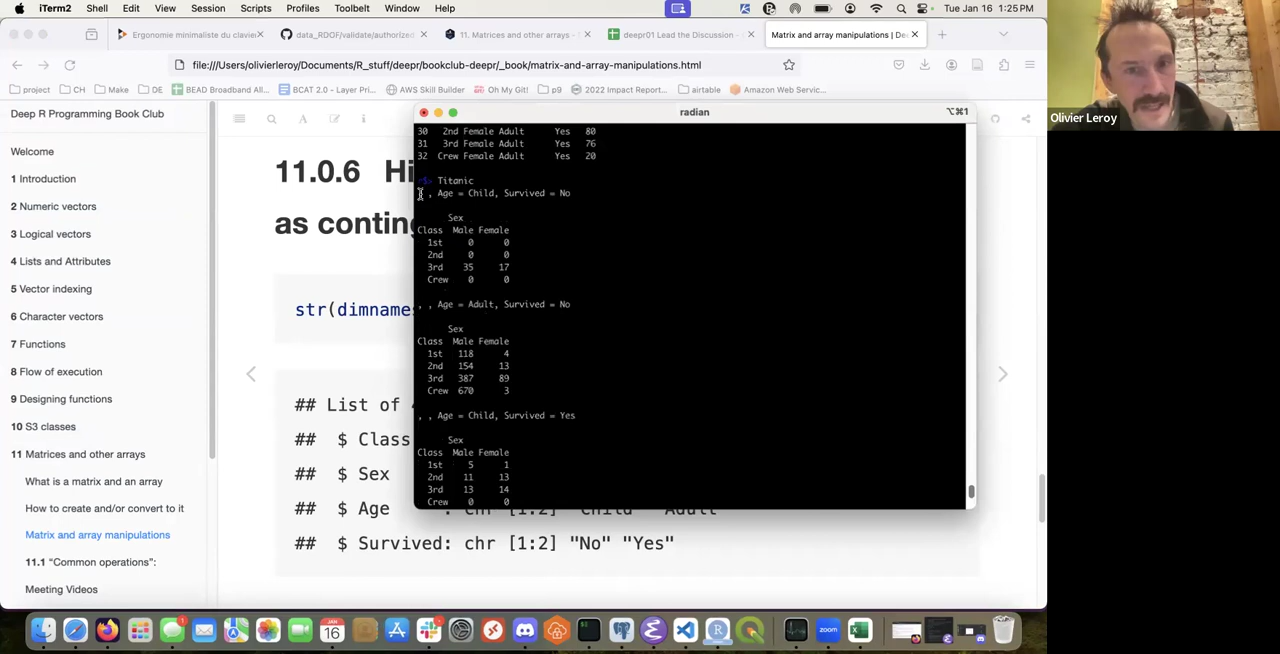 iTerm2 Shell Edit View Session Scripts Profiles Toolbelt Window Help
Tue Jan 16 1:25PM
Ergonomie minimaliste du clavier
data_RDOF/validate/authorized
11. Matrices and other arrays -
deepr01 Lead the Discussion -
Matrix and array manipulations | De
file:///Users/olivierleroy/Documents/R_stuff/deepr/bookclub-deepr/_book/matrix-and-array-manipulations.html
project
CH
Make
DE
BEAD Broadband All...
BCAT 2.0 - Layer Pri...
AWS Skill Builder
Oh My Git!
p9
2022 Impact Report...
airtable
Amazon Web Servic...
Olivier Leroy
Deep R Programming Book Club
Welcome
1 Introduction
2 Numeric vectors
3 Logical vectors
4 Lists and Attributes
5 Vector indexing
6 Character vectors
7 Functions
8 Flow of execution
9 Designing functions
10 S3 classes
11 Matrices and other arrays
What is a matrix and an array
How to create and/or convert to it
Matrix and array manipulations
11.1 “Common operations”:
Meeting Videos
11.0.6 Hi
as conting
str(dimnames
## List of 4
## $ Class
## $ Sex
## $ Age : chr [1:2] "Child" "Adult"
## $ Survived: chr [1:2] "No" "Yes"
radian
⌥⌘1
30 2nd Female Adult Yes 80
31 3rd Female Adult Yes 76
32 Crew Female Adult Yes 20
Titanic
, , Age = Child, Survived = No
Sex
Class Male Female
1st 0 0
2nd 0 0
3rd 35 17
Crew 0 0
, , Age = Adult, Survived = No
Sex
Class Male Female
1st 118 4
2nd 154 13
3rd 387 89
Crew 670 3
, , Age = Child, Survived = Yes
Sex
Class Male Female
1st 5 1
2nd 11 13
3rd 13 14
Crew 0 0
JAN
16
zoom